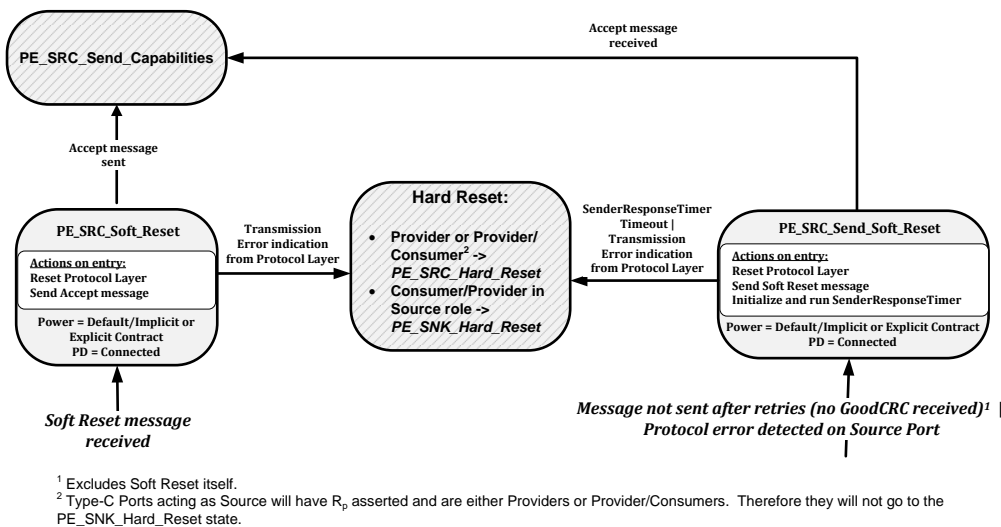 Accept message
received
PE_SRC_Send_Capabilities
Accept message
sent
PE_SRC_Soft_Reset
Actions on entry:
Reset Protocol Layer
Send Accept message
Power = Default/Implicit or
Explicit Contract
PD = Connected
Transmission
Error indication
from Protocol Layer
Hard Reset:
• Provider or Provider/
Consumer² ->
PE_SRC_Hard_Reset
• Consumer/Provider in
Source role ->
PE_SNK_Hard_Reset
SenderResponseTimer
Timeout |
Transmission
Error indication
from Protocol Layer
PE_SRC_Send_Soft_Reset
Actions on entry:
Reset Protocol Layer
Send Soft Reset message
Initialize and run SenderResponseTimer
Power = Default/Implicit or Explicit Contract
PD = Connected
Soft Reset message
received
Message not sent after retries (no GoodCRC received)¹ |
Protocol error detected on Source Port
¹ Excludes Soft Reset itself.
² Type-C Ports acting as Source will have Rp asserted and are either Providers or Provider/Consumers. Therefore they will not go to the
PE_SNK_Hard_Reset state.